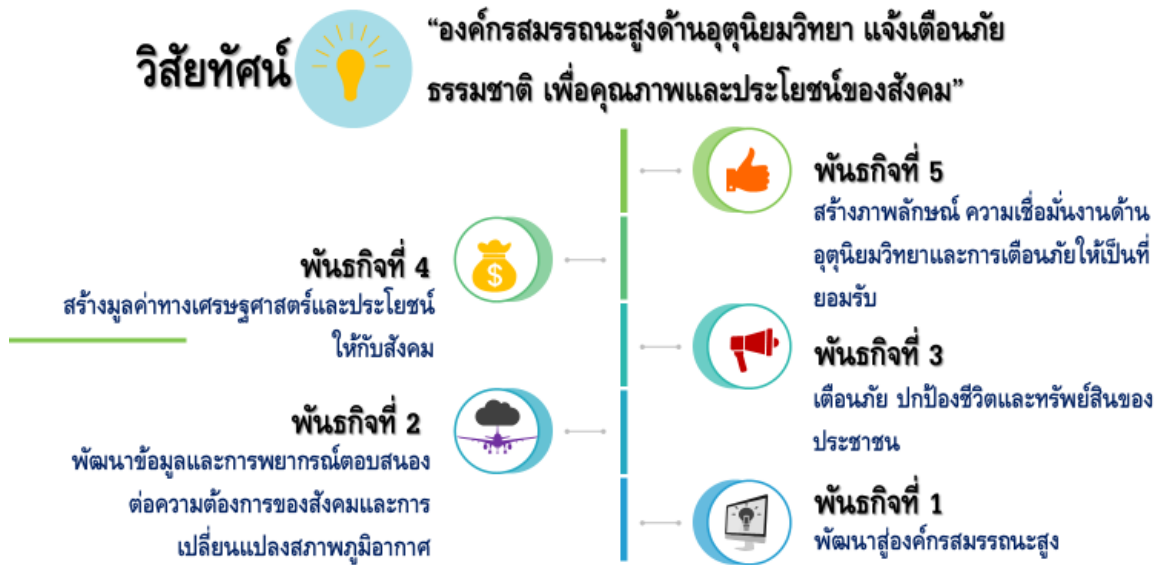 วิสัยทัศน์
“องค์กรสมรรถนะสูงด้านอุตุนิยมวิทยา แจ้งเตือนภัย
ธรรมชาติ เพื่อคุณภาพและประโยชน์ของสังคม”
พันธกิจที่ 5
สร้างภาพลักษณ์ ความเชื่อมั่นงานด้าน
อุตุนิยมวิทยาและการเตือนภัยให้เป็นที่
ยอมรับ
พันธกิจที่ 4
สร้างมูลค่าทางเศรษฐศาสตร์และประโยชน์
ให้กับสังคม
พันธกิจที่ 3
เตือนภัย ปกป้องชีวิตและทรัพย์สินของ
ประชาชน
พันธกิจที่ 2
พัฒนาข้อมูลและการพยากรณ์ตอบสนอง
ต่อความต้องการของสังคมและการ
เปลี่ยนแปลงสภาพภูมิอากาศ
พันธกิจที่ 1
พัฒนาสู่องค์กรสมรรถนะสูง